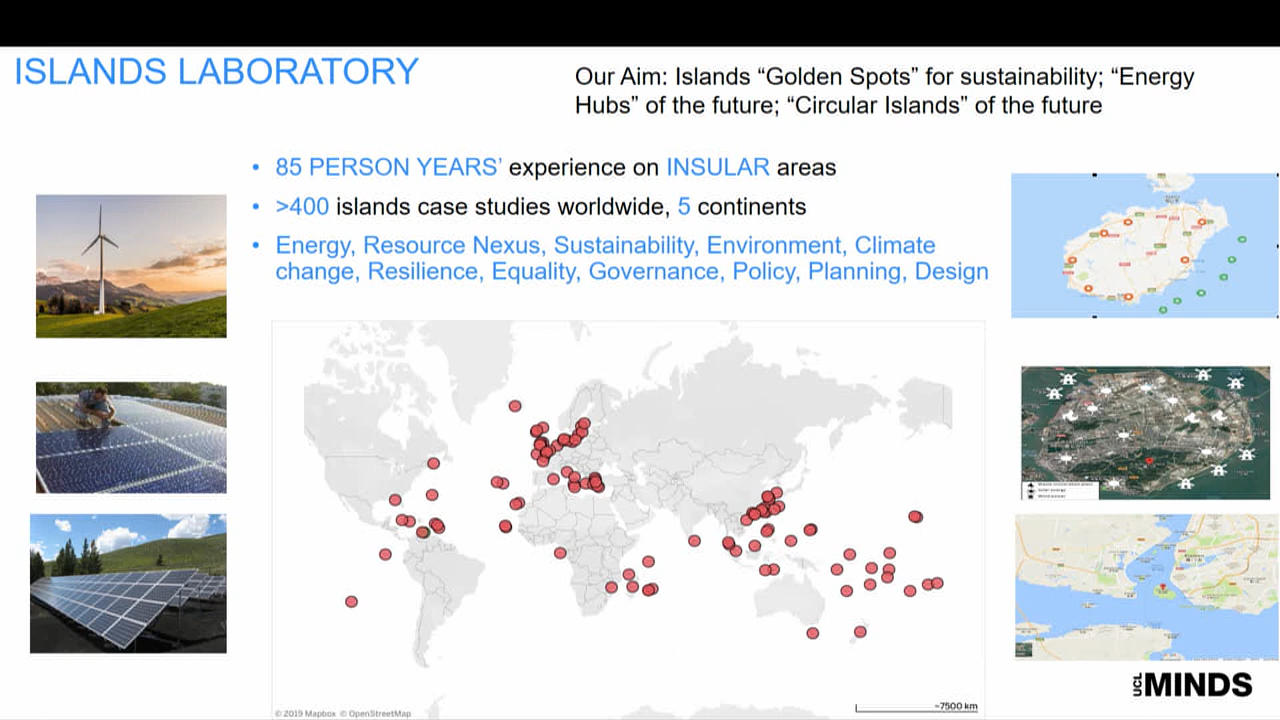 ISLANDS LABORATORY
Our Aim: Islands “Golden Spots” for sustainability; “Energy
Hubs” of the future; “Circular Islands” of the future
• 85 PERSON YEARS’ experience on INSULAR areas
• >400 islands case studies worldwide, 5 continents
• Energy, Resource Nexus, Sustainability, Environment, Climate
change, Resilience, Equality, Governance, Policy, Planning, Design
© 2019 Mapbox © OpenStreetMap
~7500 km
UCL MINDS